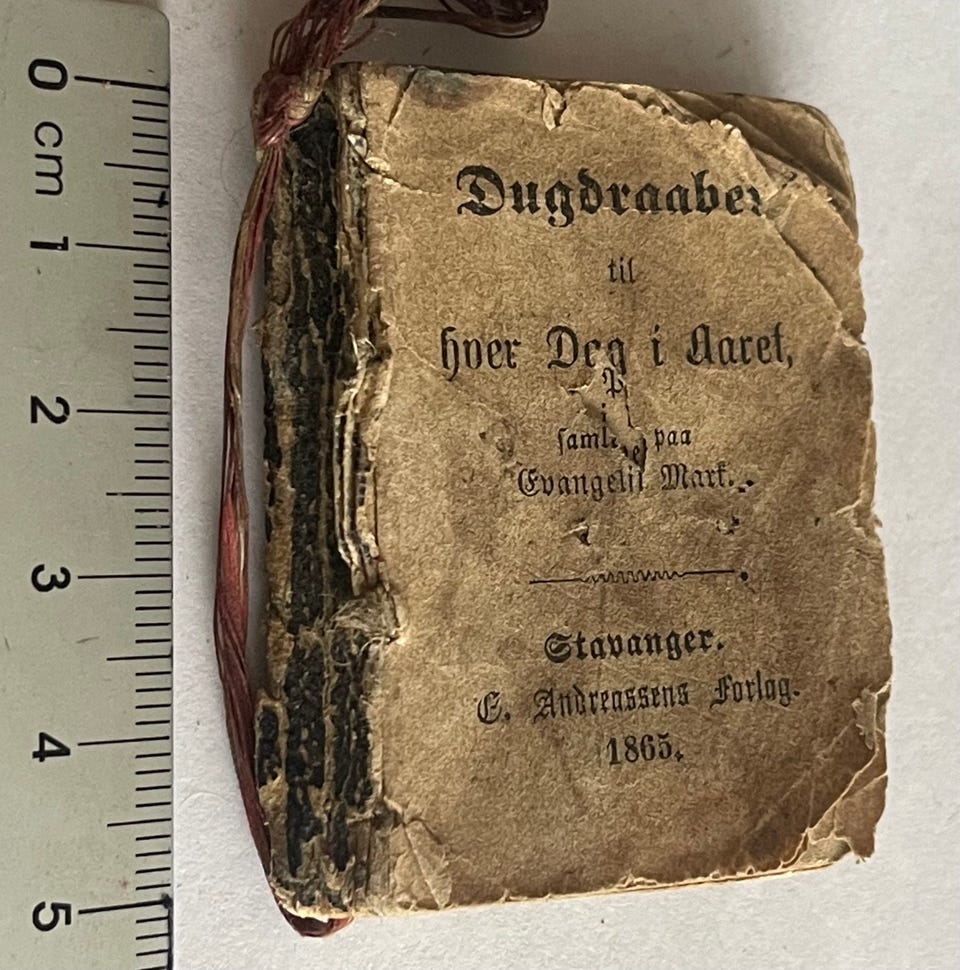 Dugdraaber
til
hver Dag i Aaret,
samlede paa
Evangelii Mark.
Stavanger.
E. Andreassens Forlag.
1865.
0 cm 1 2 3 4 5